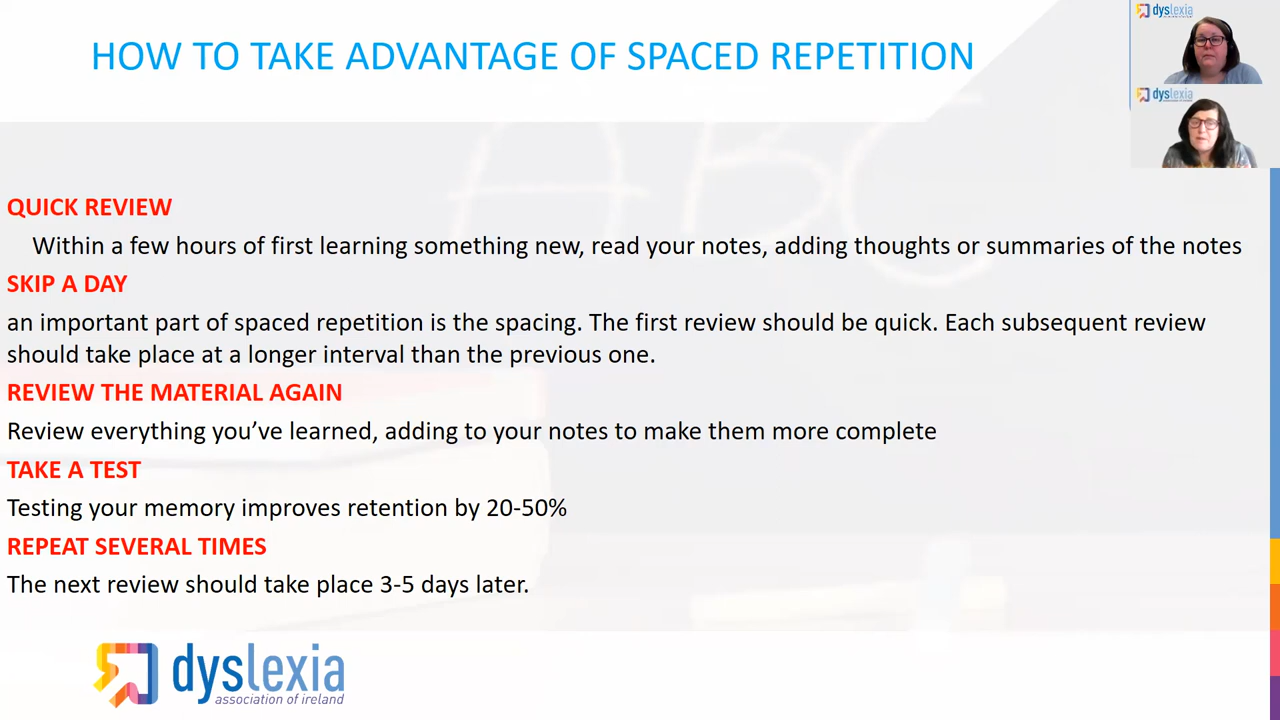 HOW TO TAKE ADVANTAGE OF SPACED REPETITION
dyslexia
dyslexia
QUICK REVIEW
Within a few hours of first learning something new, read your notes, adding thoughts or summaries of the notes
SKIP A DAY
an important part of spaced repetition is the spacing. The first review should be quick. Each subsequent review
should take place at a longer interval than the previous one.
REVIEW THE MATERIAL AGAIN
Review everything you’ve learned, adding to your notes to make them more complete
TAKE A TEST
Testing your memory improves retention by 20-50%
REPEAT SEVERAL TIMES
The next review should take place 3-5 days later.
dyslexia
association of ireland